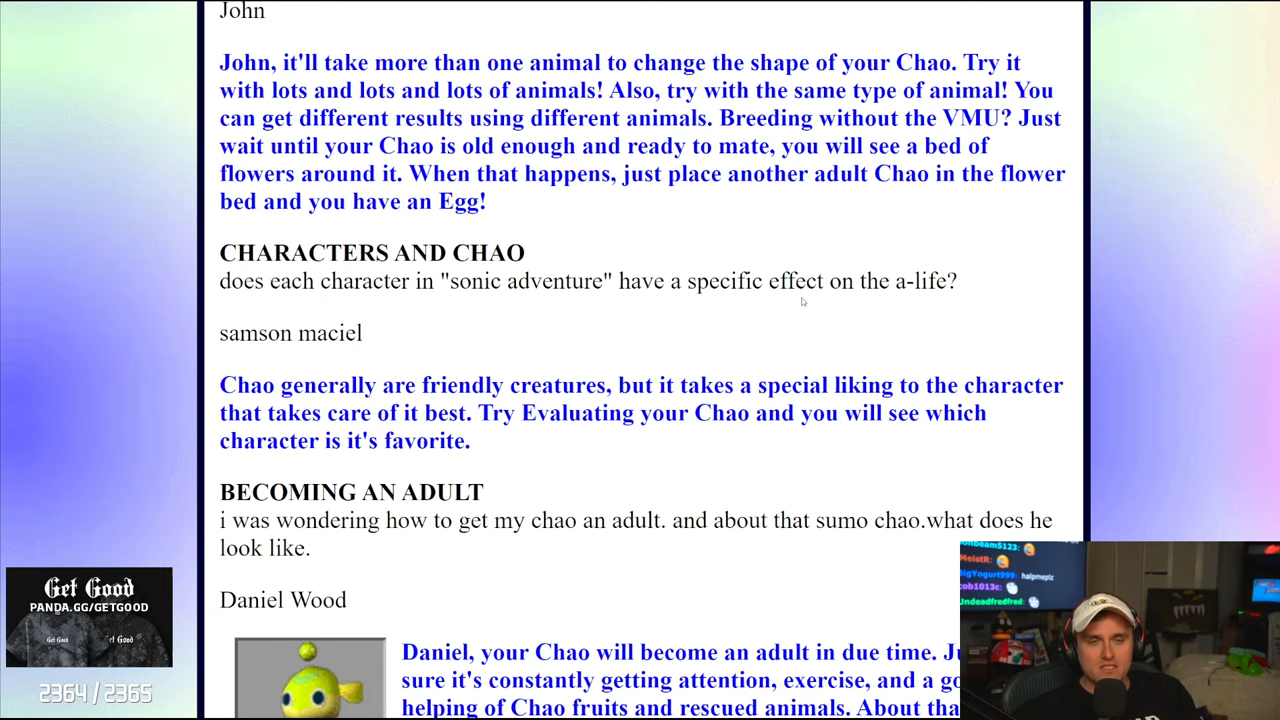 John
John, it'll take more than one animal to change the shape of your Chao. Try it
with lots and lots and lots of animals! Also, try with the same type of animal! You
can get different results using different animals. Breeding without the VMU? Just
wait until your Chao is old enough and ready to mate, you will see a bed of
flowers around it. When that happens, just place another adult Chao in the flower
bed and you have an Egg!
CHARACTERS AND CHAO
does each character in "sonic adventure" have a specific effect on the a-life?
samson maciel
Chao generally are friendly creatures, but it takes a special liking to the character
that takes care of it best. Try Evaluating your Chao and you will see which
character is it's favorite.
BECOMING AN ADULT
i was wondering how to get my chao an adult. and about that sumo chao.what does he
look like.
Daniel Wood
Daniel, your Chao will become an adult in due time.
sure it's constantly getting attention, exercise, and a
helping of Chao fruits and rescued animals. About
Get Good
PANDA.GG/GETGOOD
Get Good
Get Good
2364/2365
MeistR:
BigYogurt999: halpmeplz
cob1013c:
Undeadfredfred: